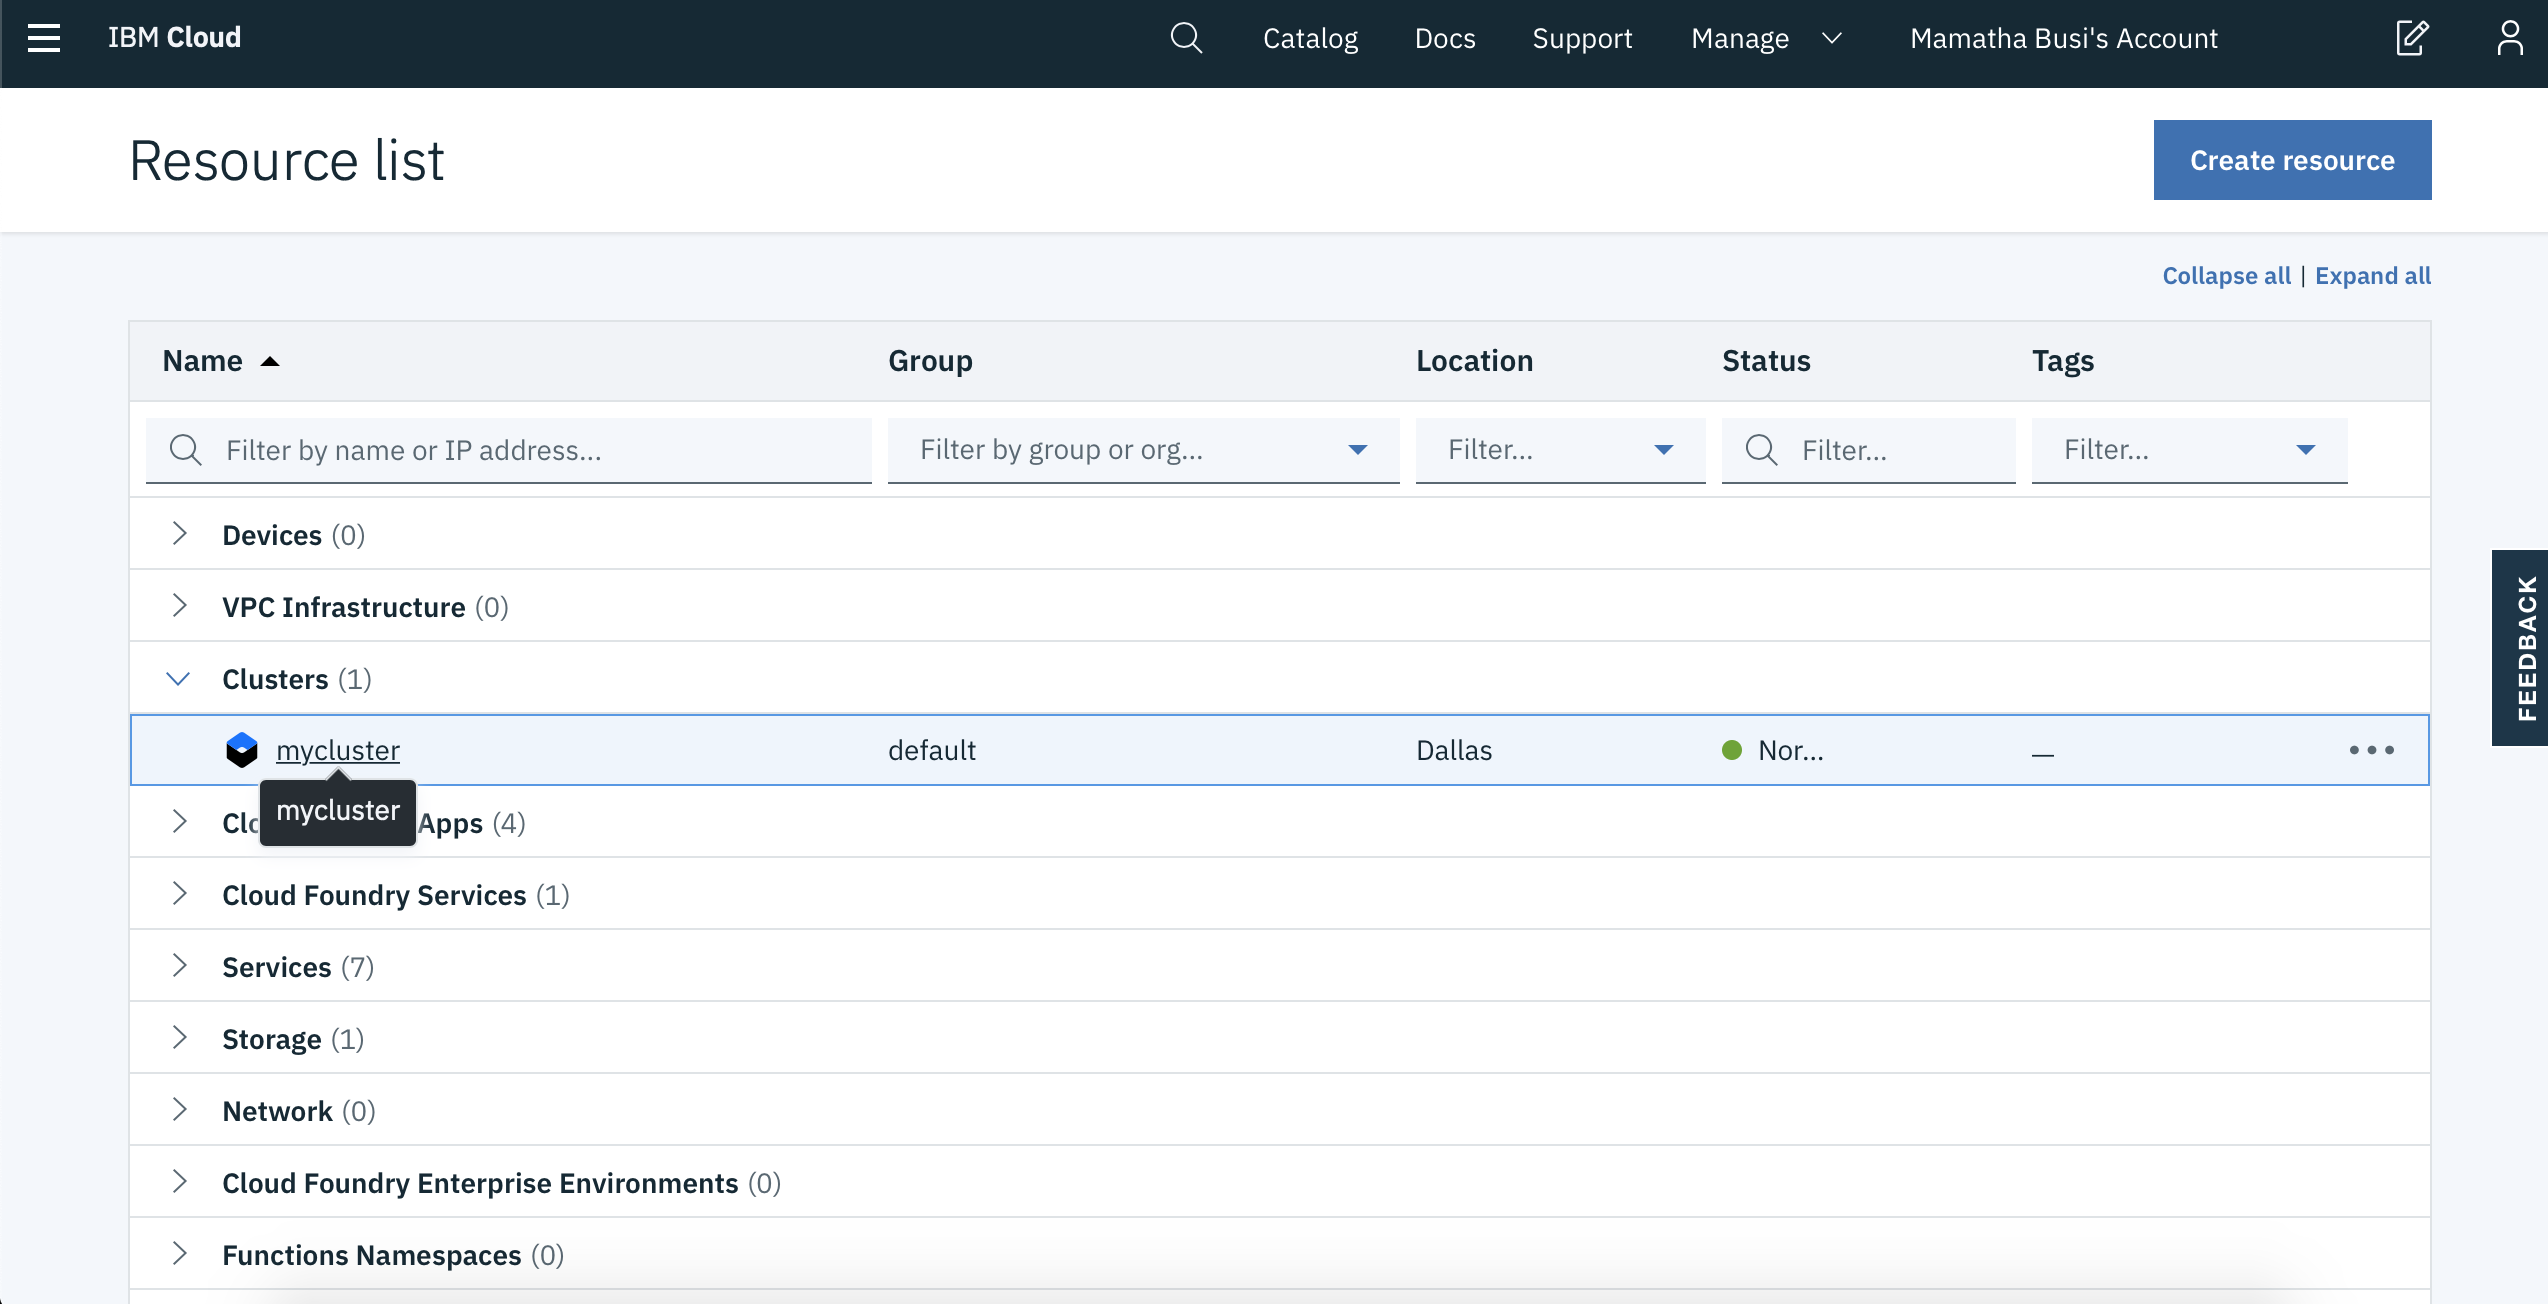 IBM Cloud Catalog Docs Support Manage Mamatha Busi's Account
Resource list
Create resource
Collapse all | Expand all
Name Group Location Status Tags
Filter by name or IP address... Filter by group or org... Filter... Filter... Filter...
Devices (0)
VPC Infrastructure (0)
FEEDBACK
Clusters (1)
mycluster default Dallas Nor... —
mycluster
Apps (4)
Cloud Foundry Services (1)
Services (7)
Storage (1)
Network (0)
Cloud Foundry Enterprise Environments (0)
Functions Namespaces (0)